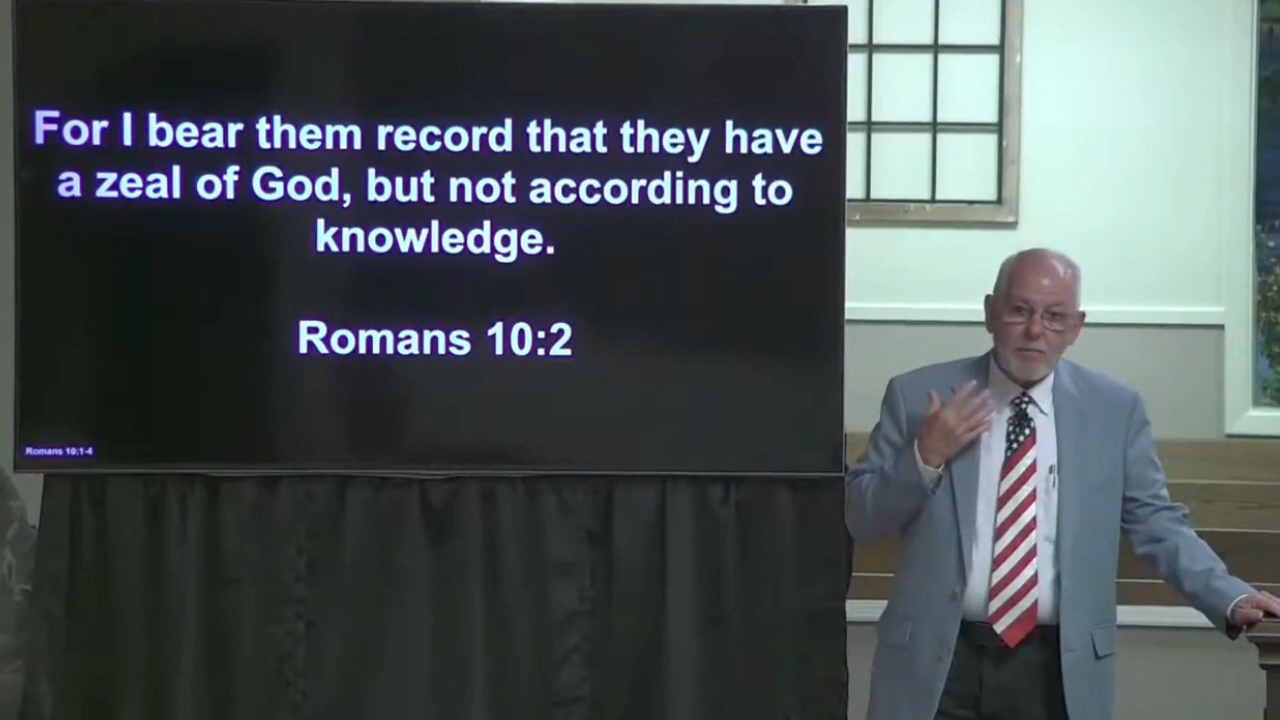 For I bear them record that they have
a zeal of God, but not according to
knowledge.
Romans 10:2
Romans 10:1-4